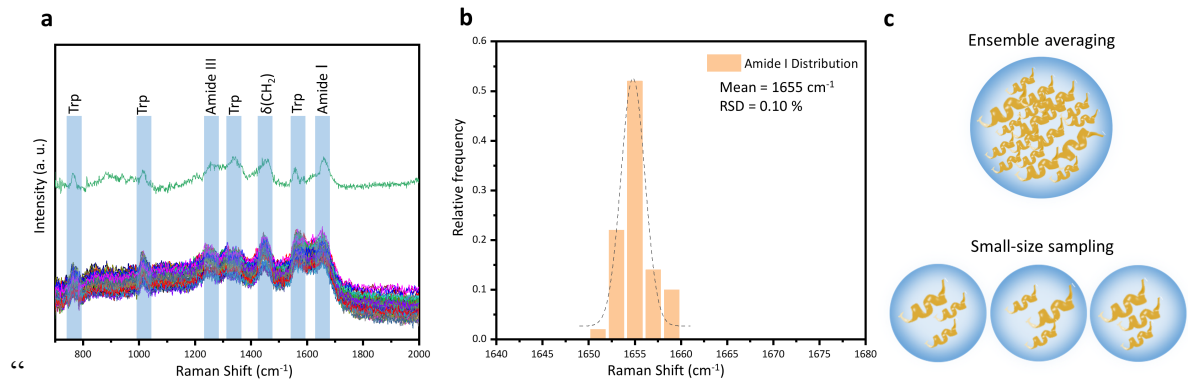 a
Trp
Trp
Amide III
Trp
δ(CH₂)
Trp
Amide I
Intensity (a. u.)
800 1000 1200 1400 1600 1800 2000
Raman Shift (cm⁻¹)
“
b
Amide I Distribution
Mean = 1655 cm⁻¹
RSD = 0.10 %
Relative frequency
0.6
0.5
0.4
0.3
0.2
0.1
0.0
1640 1645 1650 1655 1660 1665 1670 1675 1680
Raman Shift (cm⁻¹)
c
Ensemble averaging
Small-size sampling